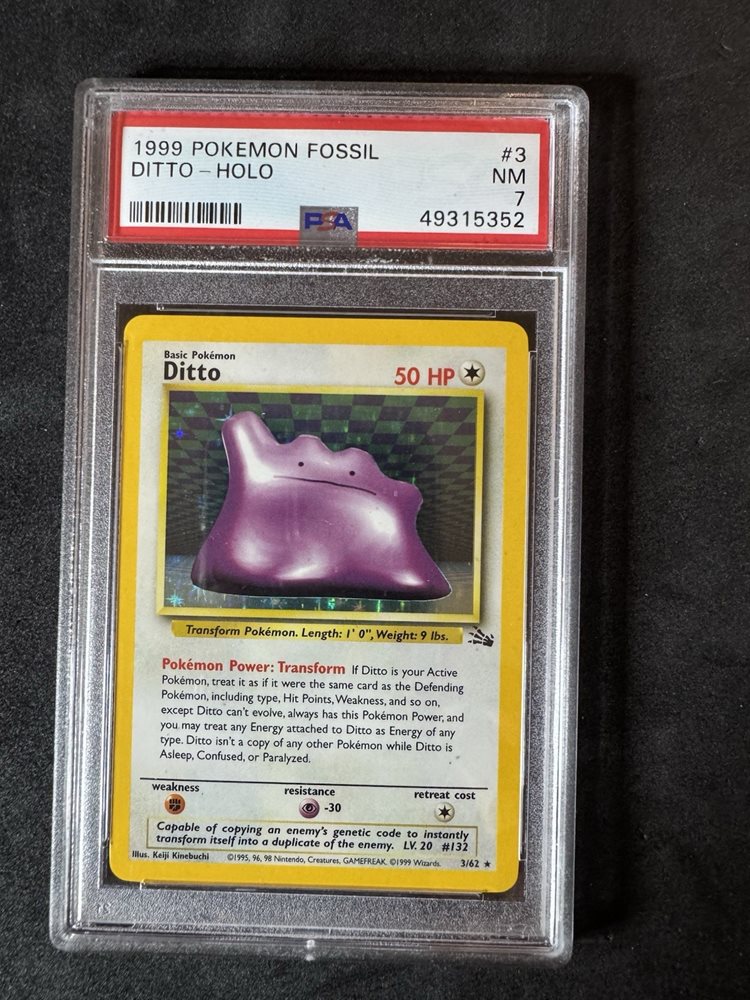 1999 POKEMON FOSSIL #3
DITTO – HOLO NM
7
PSA 49315352
Basic Pokémon
Ditto 50 HP
Transform Pokémon. Length: 1' 0", Weight: 9 lbs.
Pokémon Power: Transform If Ditto is your Active
Pokémon, treat it as if it were the same card as the Defending
Pokémon, including type, Hit Points, Weakness, and so on,
except Ditto can't evolve, always has this Pokémon Power, and
you may treat any Energy attached to Ditto as Energy of any
type. Ditto isn't a copy of any other Pokémon while Ditto is
Asleep, Confused, or Paralyzed.
weakness resistance retreat cost
-30
Capable of copying an enemy's genetic code to instantly
transform itself into a duplicate of the enemy. LV. 20 #132
Illus. Keiji Kinebuchi ©1995, 96, 98 Nintendo, Creatures, GAMEFREAK. ©1999 Wizards. 3/62 ★